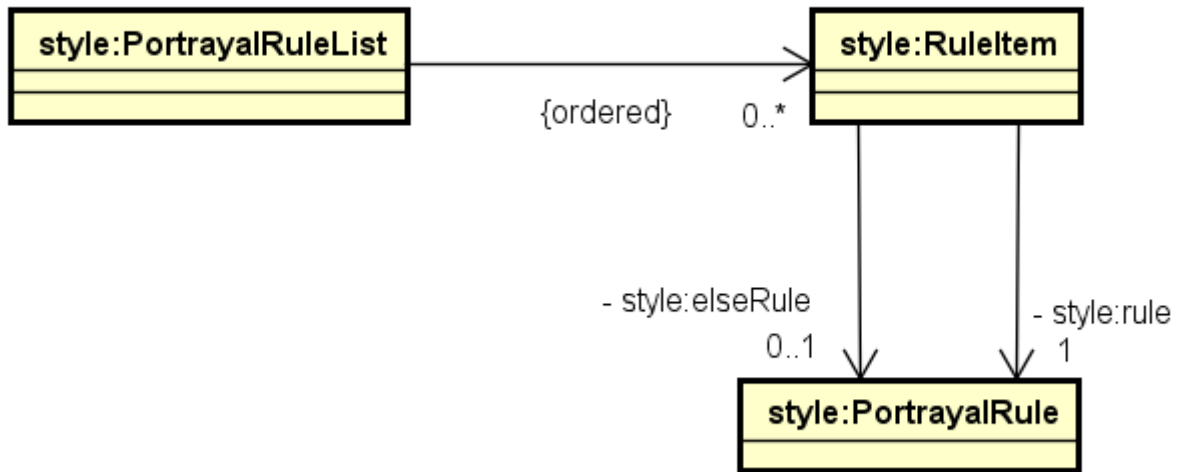 style:PortrayalRuleList
style:RuleItem
{ordered}
0..*
- style:elseRule
0..1
- style:rule
1
style:PortrayalRule